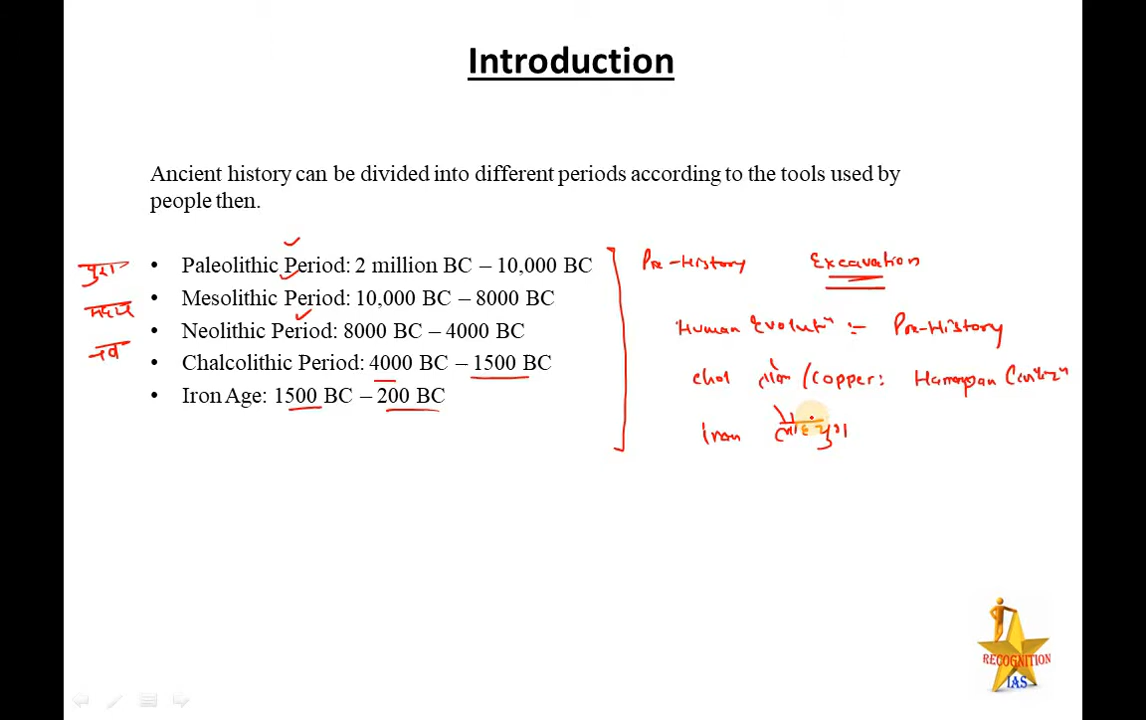 Introduction
Ancient history can be divided into different periods according to the tools used by
people then.
पुरा • Paleolithic Period: 2 million BC – 10,000 BC Pre-History Excavation
मध्य • Mesolithic Period: 10,000 BC – 8000 BC
नव • Neolithic Period: 8000 BC – 4000 BC Human Evolutn :- Pre-History
• Chalcolithic Period: 4000 BC – 1500 BC Chal /Copper:
• Iron Age: 1500 BC – 200 BC
Iron लौह युग
RECOGNITION
IAS